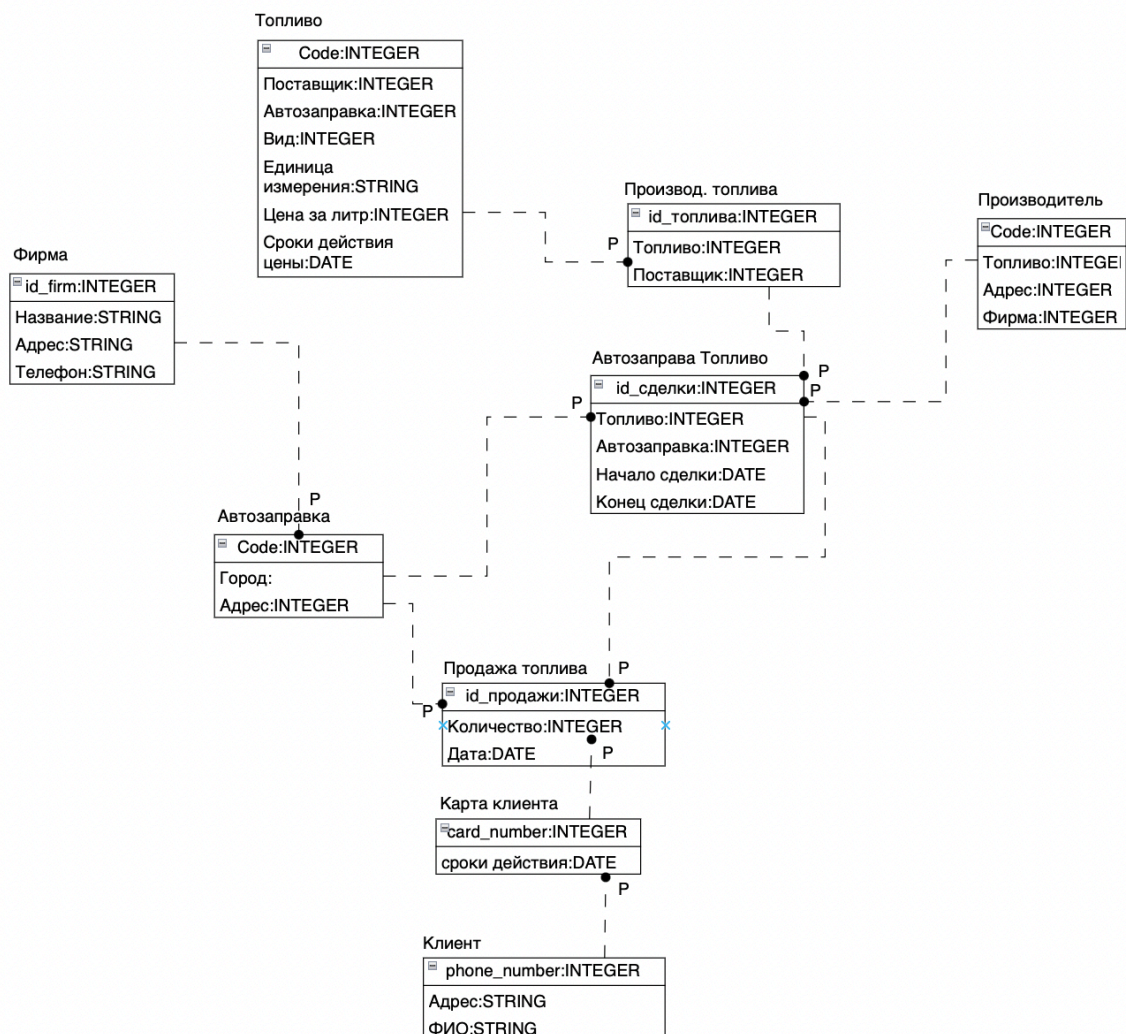 Топливо
Code:INTEGER
Поставщик:INTEGER
Автозаправка:INTEGER
Вид:INTEGER
Единица
измерения:STRING
Цена за литр:INTEGER
Сроки действия
цены:DATE
Производ. топлива
id_топлива:INTEGER
Топливо:INTEGER
Поставщик:INTEGER
P
Производитель
Code:INTEGER
Топливо:INTEGEI
Адрес:INTEGER
Фирма:INTEGER
Фирма
id_firm:INTEGER
Название:STRING
Адрес:STRING
Телефон:STRING
Автозаправа Топливо
P
P
P
id_сделки:INTEGER
Топливо:INTEGER
Автозаправка:INTEGER
Начало сделки:DATE
Конец сделки:DATE
P
Автозаправка
Code:INTEGER
Город:
Адрес:INTEGER
Продажа топлива
P
id_продажи:INTEGER
P
Количество:INTEGER
Дата:DATE
P
Карта клиента
card_number:INTEGER
сроки действия:DATE
P
Клиент
phone_number:INTEGER
Адрес:STRING
ФИО:STRING